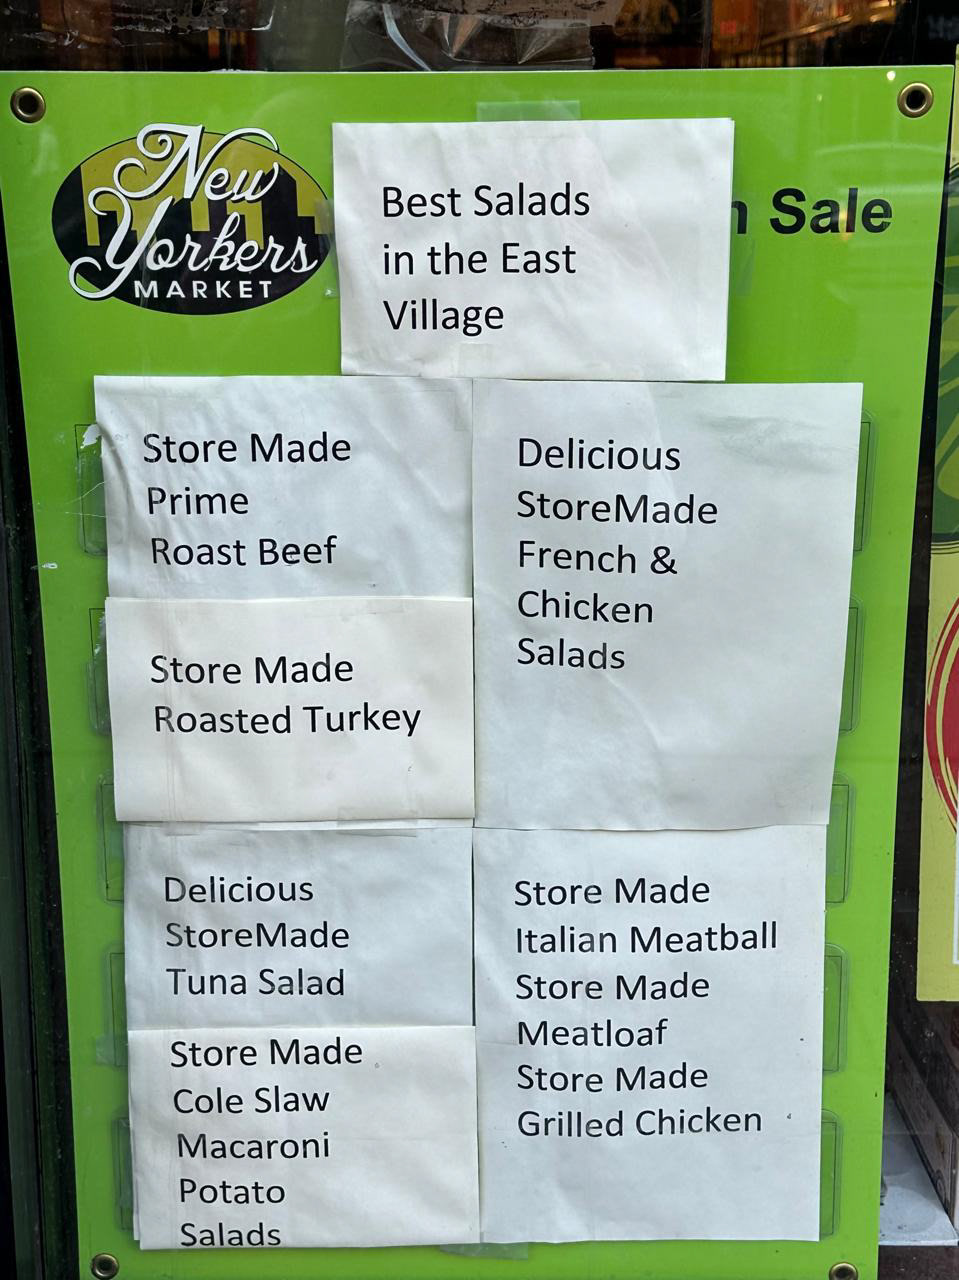 New
Yorkers
MARKET
Best Salads
in the East
Village
Sale
Store Made
Prime
Roast Beef
Store Made
Roasted Turkey
Delicious
StoreMade
Tuna Salad
Store Made
Cole Slaw
Macaroni
Potato
Salads
Delicious
StoreMade
French &
Chicken
Salads
Store Made
Italian Meatball
Store Made
Meatloaf
Store Made
Grilled Chicken